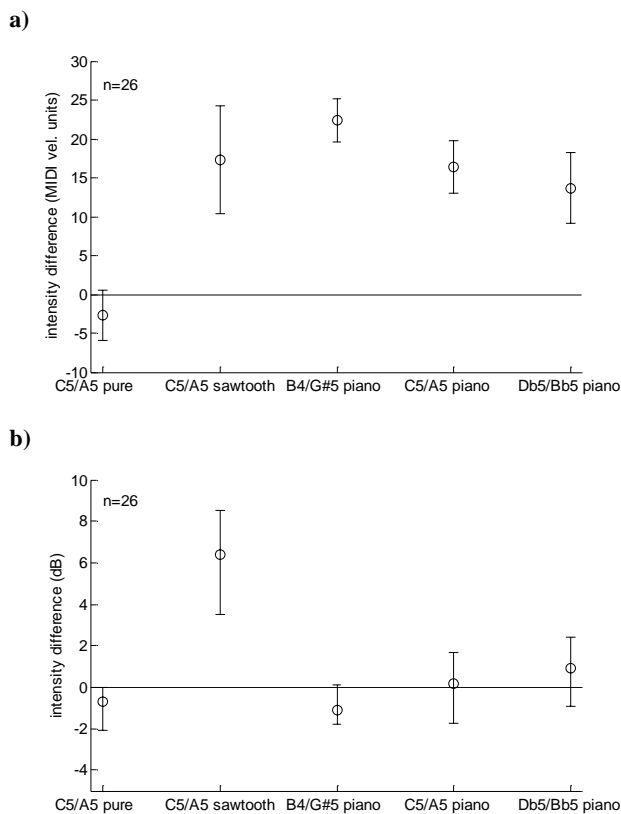 a)
30
n=26
25
20
15
10
5
0
-5
-10
intensity difference (MIDI vel. units)
C5/A5 pure C5/A5 sawtooth B4/G#5 piano C5/A5 piano Db5/Bb5 piano
b)
10
n=26
8
6
4
2
0
-2
-4
intensity difference (dB)
C5/A5 pure C5/A5 sawtooth B4/G#5 piano C5/A5 piano Db5/Bb5 piano